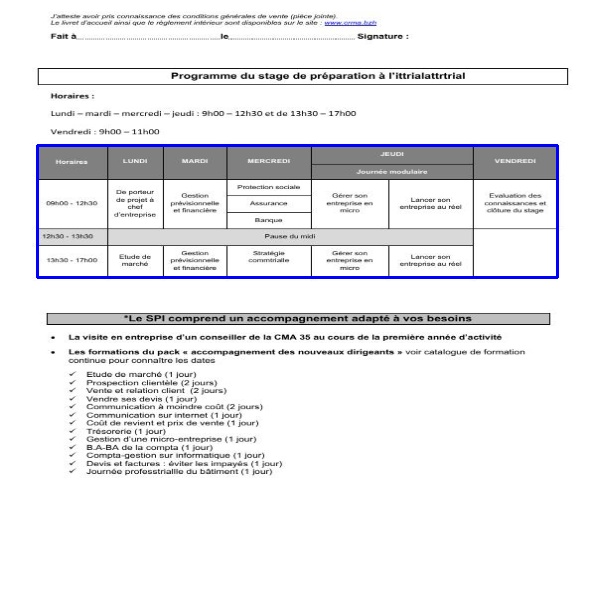 J'atteste avoir pris connaissance des conditions générales de vente (pièce jointe).
Le livret d'accueil ainsi que le règlement intérieur sont disponibles sur le site : www.crma.bzh
Fait à................................................le.......................................... Signature :
Programme du stage de préparation à l'ittrialattrtrial
Horaires :
Lundi – mardi – mercredi – jeudi : 9h00 – 12h30 et de 13h30 – 17h00
Vendredi : 9h00 – 11h00
Horaires LUNDI MARDI MERCREDI JEUDI VENDREDI
Journée modulaire
09h00 - 12h30
De porteur
de projet à
chef
d'entreprise
Gestion
prévisionnelle
et financière
Protection sociale
Assurance
Banque
Gérer son
entreprise en
micro
Lancer son
entreprise au réel
Evaluation des
connaissances et
clôture du stage
12h30 - 13h30 Pause du midi
13h30 - 17h00
Etude de
marché
Gestion
prévisionnelle
et financière
Stratégie
commtrialle
Gérer son
entreprise en
micro
Lancer son
entreprise au réel
*Le SPI comprend un accompagnement adapté à vos besoins
• La visite en entreprise d'un conseiller de la CMA 35 au cours de la première année d'activité
• Les formations du pack « accompagnement des nouveaux dirigeants » voir catalogue de formation
continue pour connaître les dates
✓ Etude de marché (1 jour)
✓ Prospection clientèle (2 jours)
✓ Vente et relation client (2 jours)
✓ Vendre ses devis (1 jour)
✓ Communication à moindre coût (2 jours)
✓ Communication sur internet (1 jour)
✓ Coût de revient et prix de vente (1 jour)
✓ Trésorerie (1 jour)
✓ Gestion d'une micro-entreprise (1 jour)
✓ B.A-BA de la compta (1 jour)
✓ Compta-gestion sur informatique (1 jour)
✓ Devis et factures : éviter les impayés (1 jour)
✓ Journée professtriallle du bâtiment (1 jour)